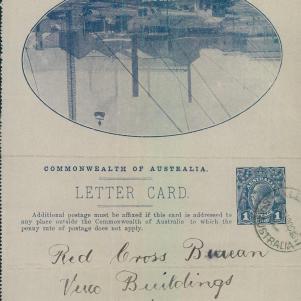 COMMONWEALTH OF AUSTRALIA.
LETTER CARD.
Additional postage must be affixed if this card is addressed to
any place outside the Commonwealth of Australia to which the
penny rate of postage does not apply.
1 1
AUSTRALIA
Red Cross Bureau
Vico Buildings